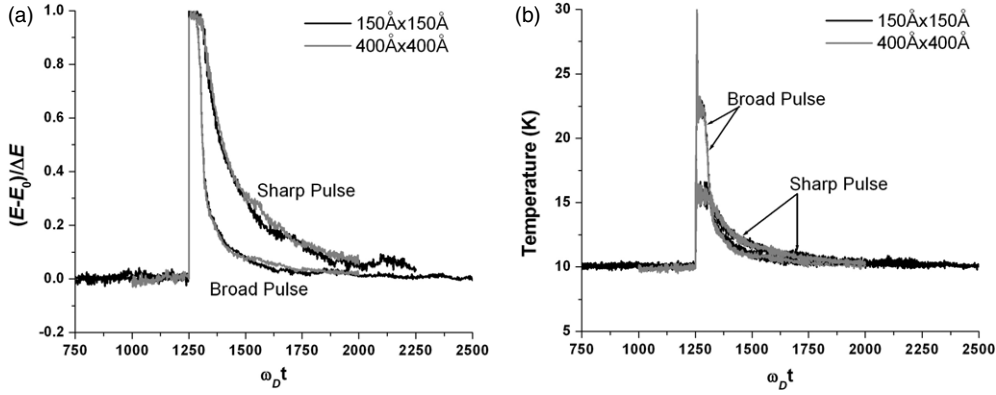 (a)
1.0
0.8
0.6
0.4
0.2
0.0
-0.2
(E-E0)/ΔE
150Åx150Å
400Åx400Å
Sharp Pulse
Broad Pulse
750 1000 1250 1500 1750 2000 2250 2500
ωDt
(b)
30
25
20
15
10
5
Temperature (K)
150Åx150Å
400Åx400Å
Broad Pulse
Sharp Pulse
750 1000 1250 1500 1750 2000 2250 2500
ωDt